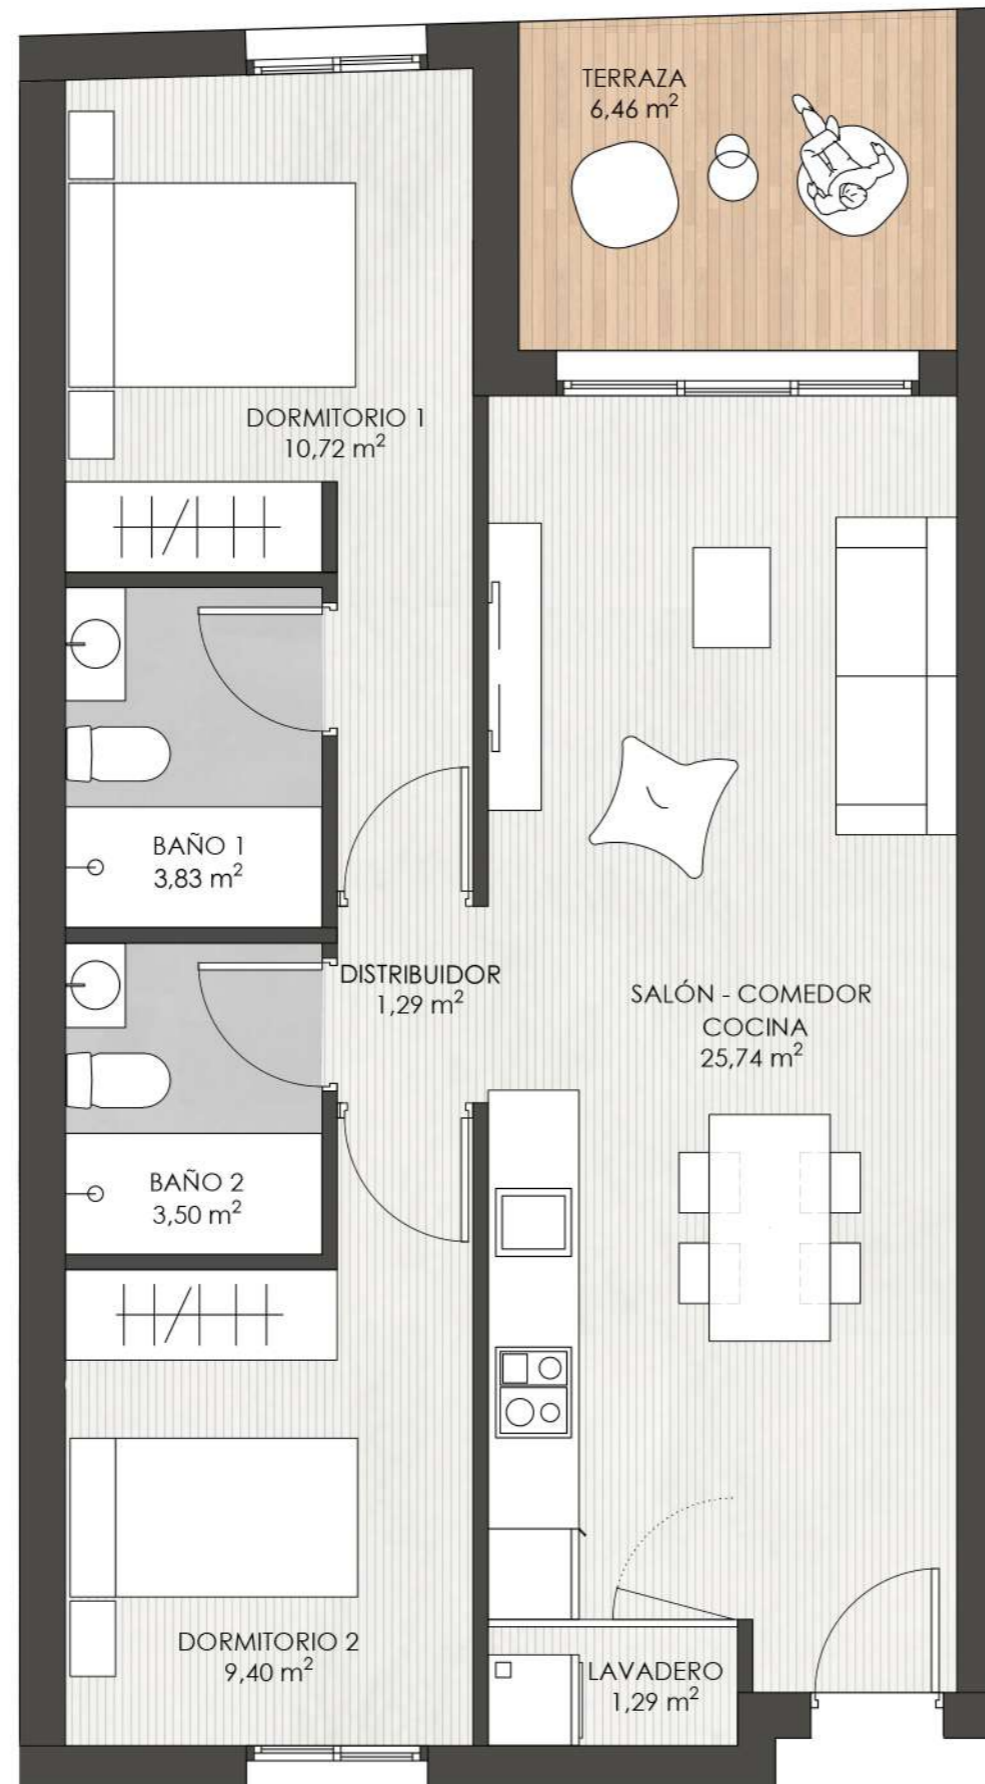 TERRAZA
6,46 m²
DORMITORIO 1
10,72 m²
BAÑO 1
3,83 m²
DISTRIBUIDOR
1,29 m²
SALÓN - COMEDOR
COCINA
25,74 m²
BAÑO 2
3,50 m²
DORMITORIO 2
9,40 m²
LAVADERO
1,29 m²